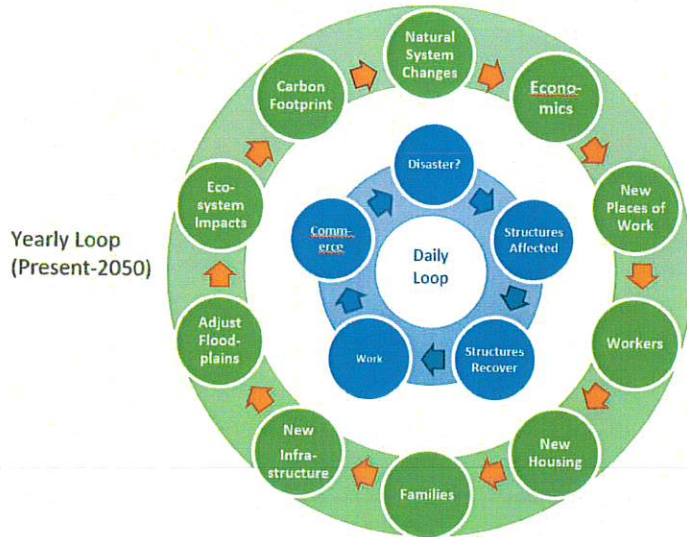 Natural
System
Changes
Econo-
mics
New
Places of
Work
Workers
New
Housing
Families
New
Infra-
structure
Adjust
Flood-
plains
Eco-
system
Impacts
Carbon
Footprint
Yearly Loop
(Present-2050)
Disaster?
Structures
Affected
Structures
Recover
Work
Comm-
erce
Daily
Loop